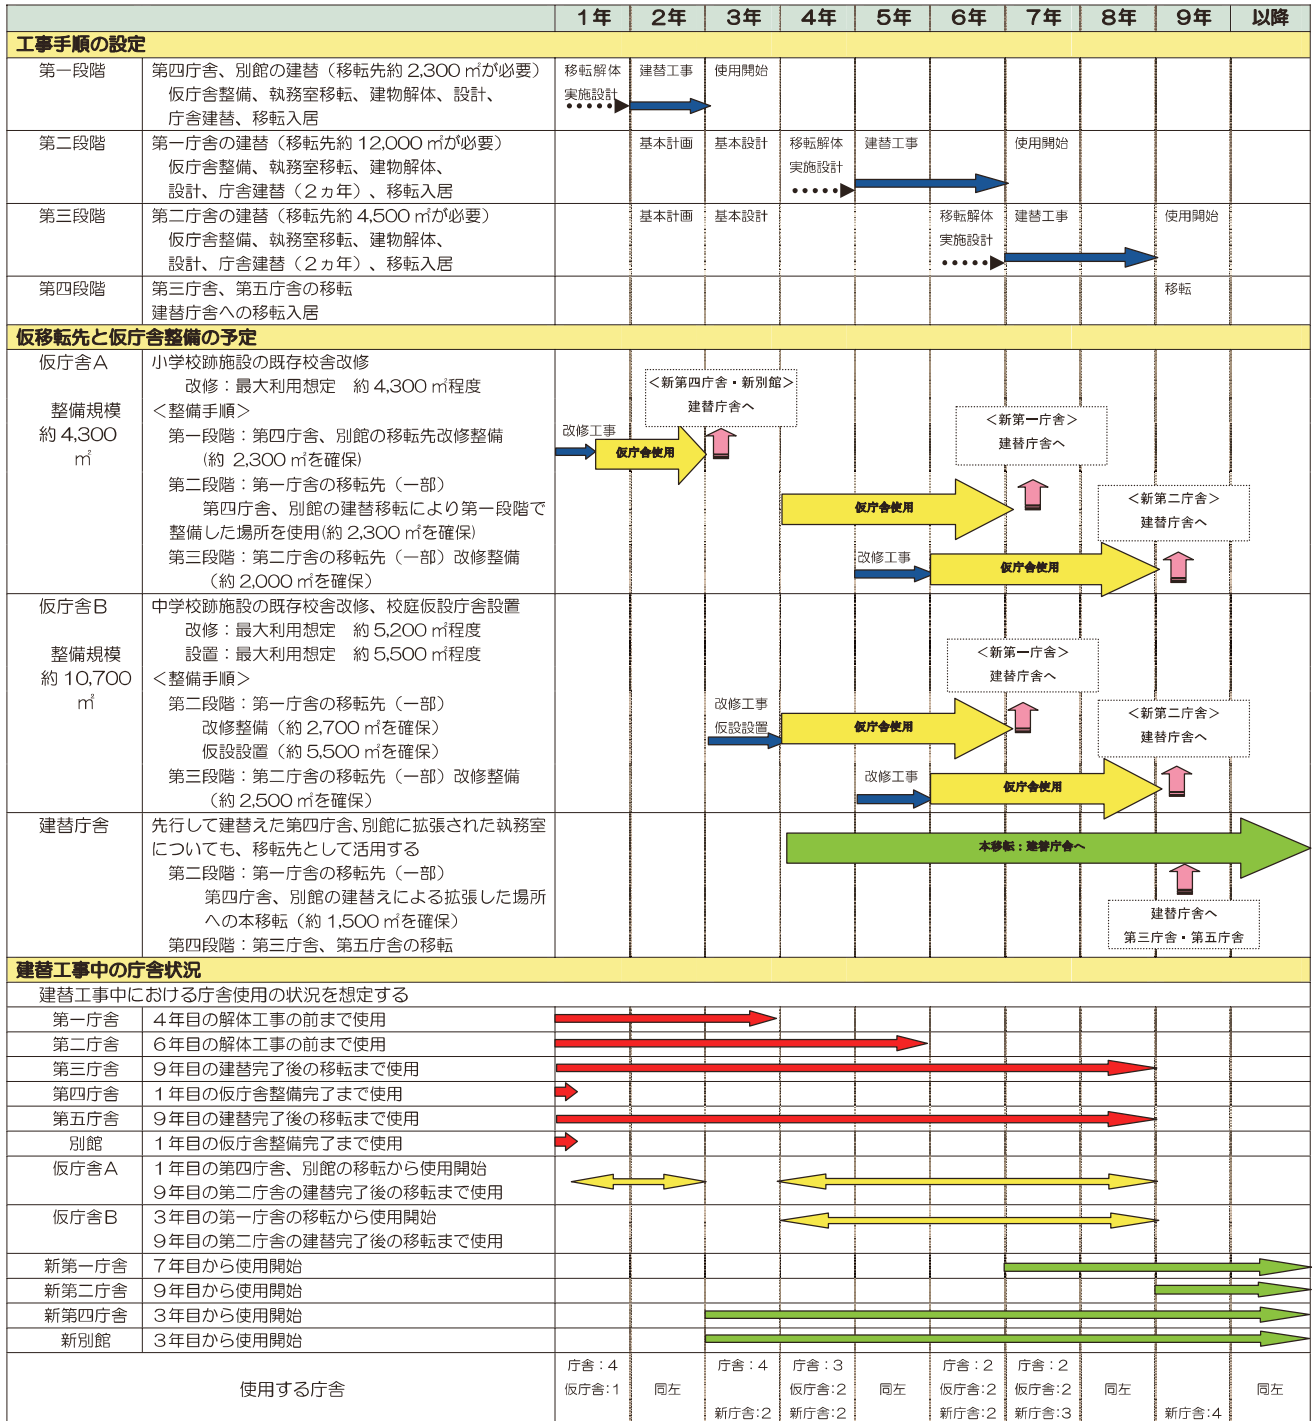 1年 2年 3年 4年 5年 6年 7年 8年 9年 以降
工事手順の設定
第一段階
第四庁舎、別館の建替（移転先約2,300㎡が必要）
仮庁舎整備、執務室移転、建物解体、設計、
庁舎建替、移転入居
移転解体
実施設計
建替工事
使用開始
第二段階
第一庁舎の建替（移転先約12,000㎡が必要）
仮庁舎整備、執務室移転、建物解体、
設計、庁舎建替（2ヵ年）、移転入居
基本計画
基本設計
移転解体
実施設計
建替工事
使用開始
第三段階
第二庁舎の建替（移転先約4,500㎡が必要）
仮庁舎整備、執務室移転、建物解体、
設計、庁舎建替（2ヵ年）、移転入居
基本計画
基本設計
移転解体
実施設計
建替工事
使用開始
第四段階
第三庁舎、第五庁舎の移転
建替庁舎への移転入居
移転
仮移転先と仮庁舎整備の予定
仮庁舎A
整備規模
約4,300
㎡
小学校跡施設の既存校舎改修
改修：最大利用想定　約4,300㎡程度
＜整備手順＞
第一段階：第四庁舎、別館の移転先改修整備
(約 2,300㎡を確保)
第二段階：第一庁舎の移転先（一部）
第四庁舎、別館の建替移転により第一段階で
整備した場所を使用(約2,300㎡を確保)
第三段階：第二庁舎の移転先（一部）改修整備
（約2,000㎡を確保）
改修工事
仮庁舎使用
＜新第四庁舎・新別館＞
建替庁舎へ
仮庁舎使用
＜新第一庁舎＞
建替庁舎へ
改修工事
仮庁舎使用
＜新第二庁舎＞
建替庁舎へ
仮庁舎B
整備規模
約10,700
㎡
中学校跡施設の既存校舎改修、校庭仮設庁舎設置
改修：最大利用想定　約5,200㎡程度
設置：最大利用想定　約5,500㎡程度
＜整備手順＞
第二段階：第一庁舎の移転先（一部）
改修整備（約2,700㎡を確保）
仮設設置（約5,500㎡を確保）
第三段階：第二庁舎の移転先（一部）改修整備
（約2,500㎡を確保）
改修工事
仮設設置
仮庁舎使用
＜新第一庁舎＞
建替庁舎へ
改修工事
仮庁舎使用
＜新第二庁舎＞
建替庁舎へ
建替庁舎
先行して建替えた第四庁舎、別館に拡張された執務室
についても、移転先として活用する
第二段階：第一庁舎の移転先（一部）
第四庁舎、別館の建替えによる拡張した場所
への本移転（約1,500㎡を確保）
第四段階：第三庁舎、第五庁舎の移転
本移転：建替庁舎へ
建替庁舎へ
第三庁舎・第五庁舎
建替工事中の庁舎状況
建替工事中における庁舎使用の状況を想定する
第一庁舎 4年目の解体工事の前まで使用
第二庁舎 6年目の解体工事の前まで使用
第三庁舎 9年目の建替完了後の移転まで使用
第四庁舎 1年目の仮庁舎整備完了まで使用
第五庁舎 9年目の建替完了後の移転まで使用
別館 1年目の仮庁舎整備完了まで使用
仮庁舎A 1年目の第四庁舎、別館の移転から使用開始
9年目の第二庁舎の建替完了後の移転まで使用
仮庁舎B 3年目の第一庁舎の移転から使用開始
9年目の第二庁舎の建替完了後の移転まで使用
新第一庁舎 7年目から使用開始
新第二庁舎 9年目から使用開始
新第四庁舎 3年目から使用開始
新別館 3年目から使用開始
使用する庁舎
庁舎：4
仮庁舎：1
同左
庁舎：4
新庁舎：2
庁舎：3
仮庁舎：2
新庁舎：2
同左
庁舎：2
仮庁舎：2
新庁舎：2
庁舎：2
仮庁舎：2
新庁舎：3
同左
新庁舎：4
同左